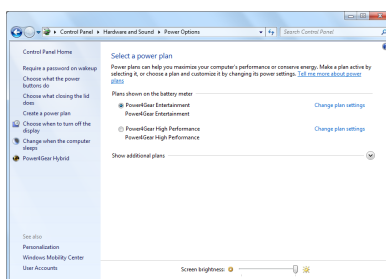 Control Panel
Hardware and Sound
Power Options
Search Control Panel
Control Panel Home
Require a password on wakeup
Choose what the power
buttons do
Choose what closing the lid
does
Create a power plan
Choose when to turn off the
display
Change when the computer
sleeps
Power4Gear Hybrid
See also
Personalization
Windows Mobility Center
User Accounts
Select a power plan
Power plans can help you maximize your computer's performance or conserve energy. Make a plan active by
selecting it, or choose a plan and customize it by changing its power settings. Tell me more about power
plans
Plans shown on the battery meter
Power4Gear Entertainment
Change plan settings
Power4Gear Entertainment
Power4Gear High Performance
Change plan settings
Power4Gear High Performance
Show additional plans
Screen brightness: